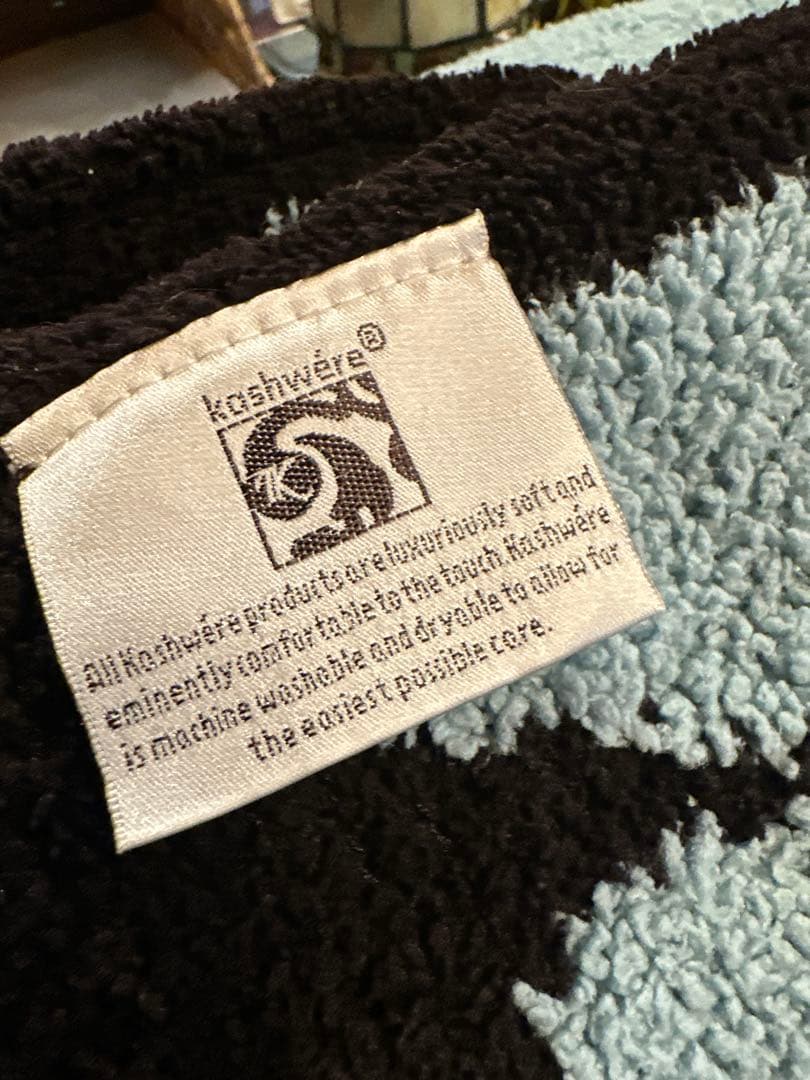 kashwére®
K
All Kashwére products are luxuriously soft and
eminently comfortable to the touch. Kashwére
is machine washable and dryable to allow for
the easiest possible care.